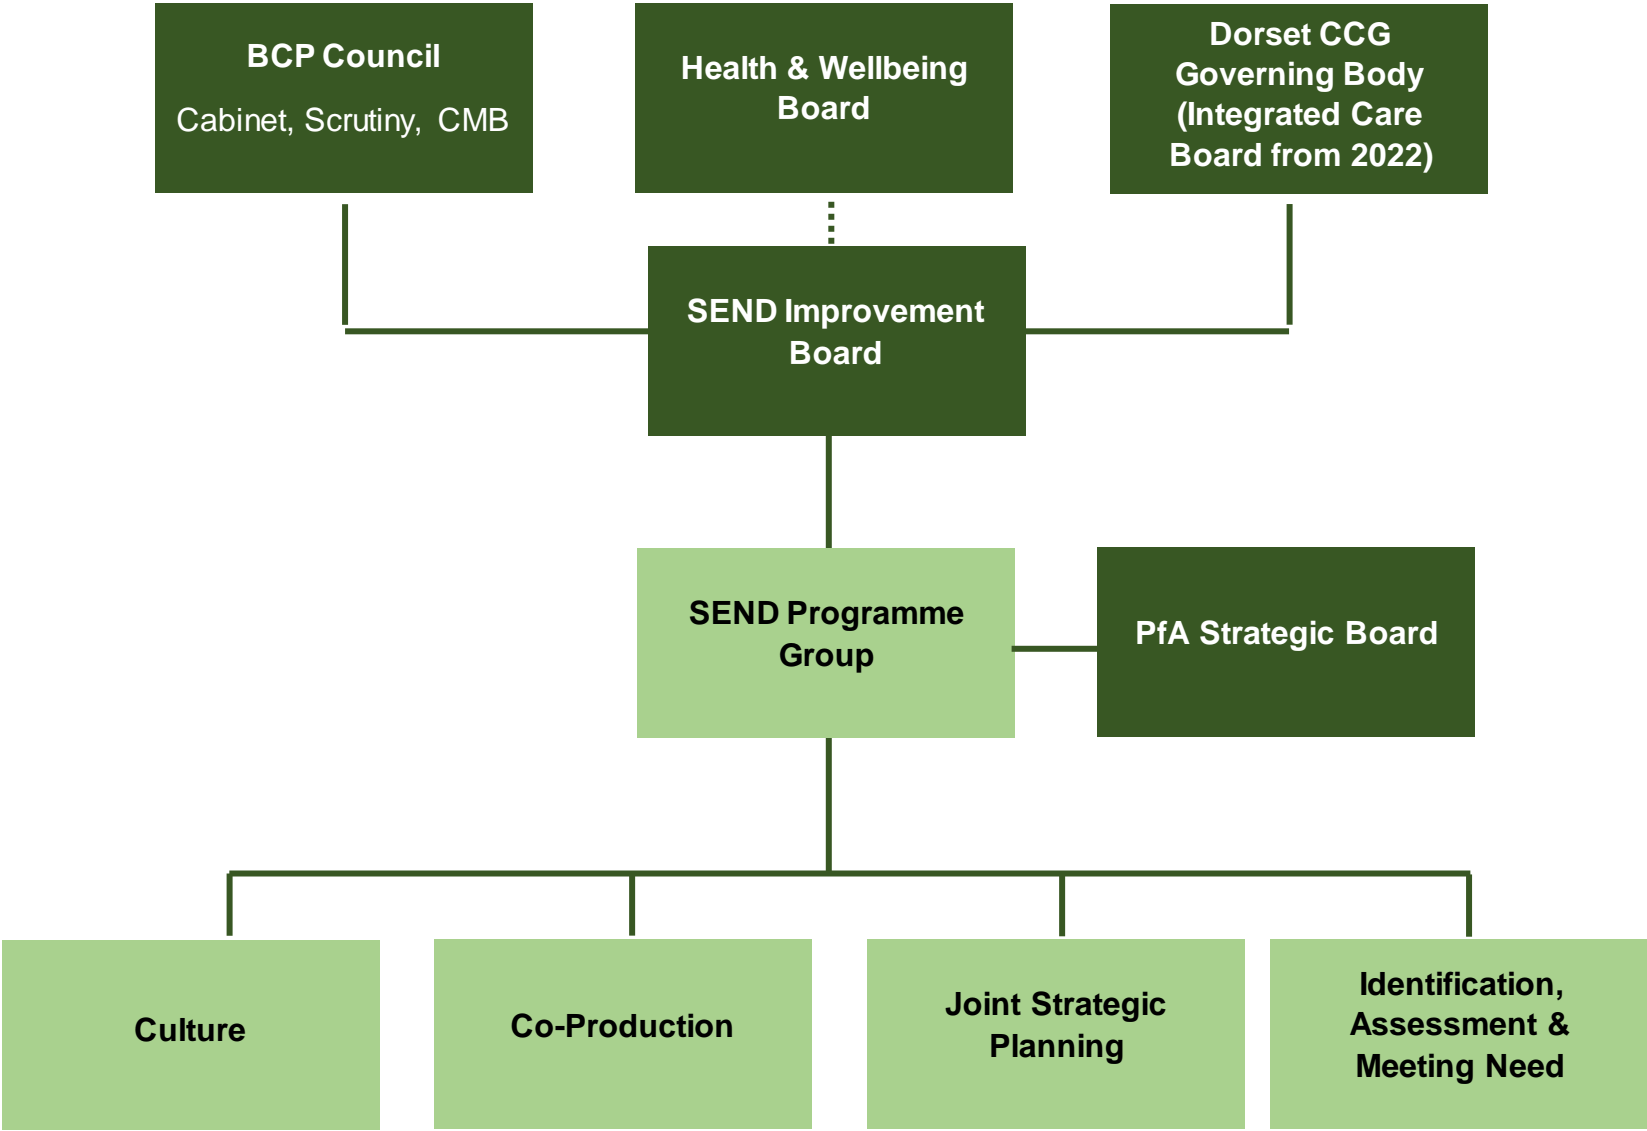 BCP Council
Cabinet, Scrutiny, CMB
Health & Wellbeing
Board
Dorset CCG
Governing Body
(Integrated Care
Board from 2022)
SEND Improvement
Board
SEND Programme
Group
PfA Strategic Board
Culture
Co-Production
Joint Strategic
Planning
Identification,
Assessment &
Meeting Need